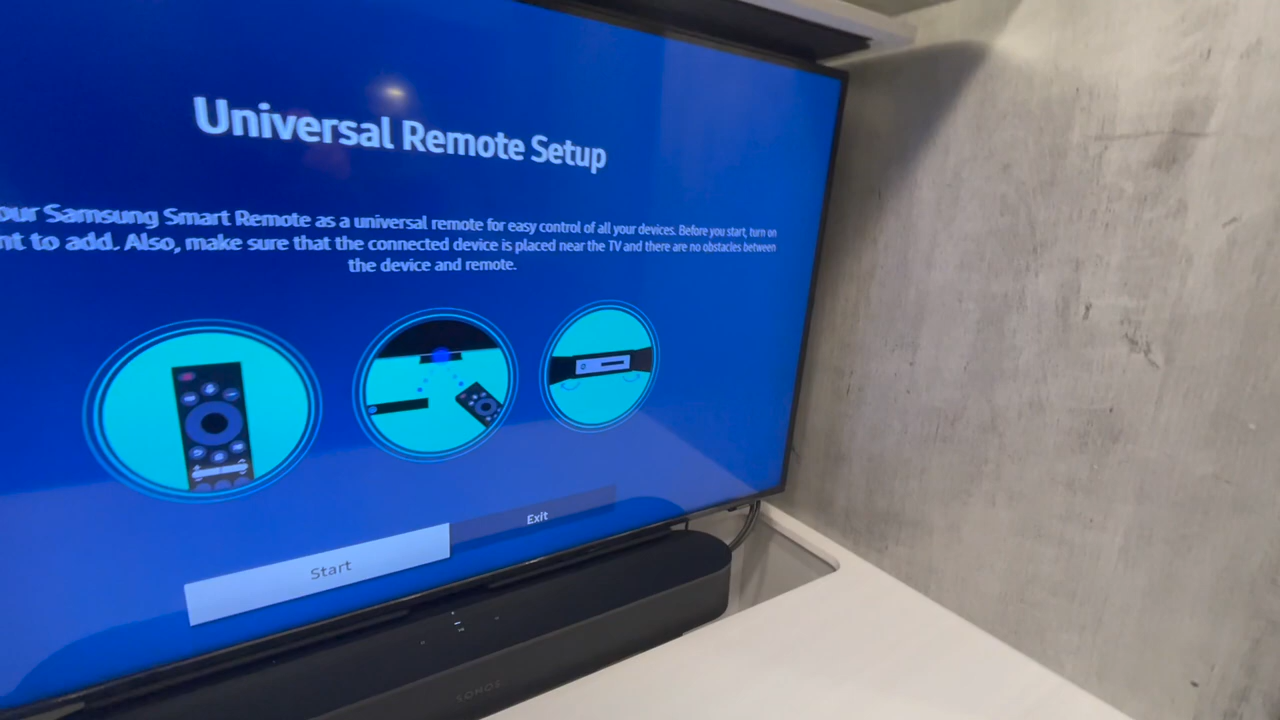 Universal Remote Setup
our Samsung Smart Remote as a universal remote for easy control of all your devices. Before you start, turn on
nt to add. Also, make sure that the connected device is placed near the TV and there are no obstacles between
the device and remote.
Exit
Start
SONOS